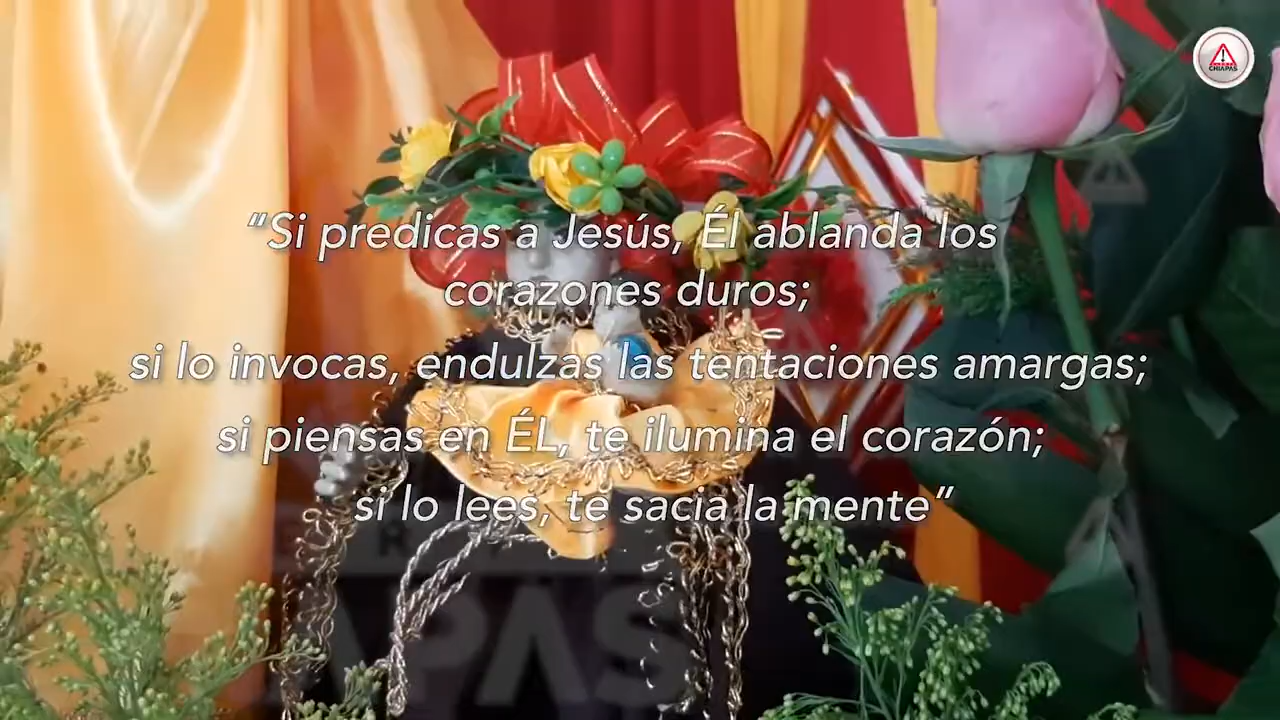 CHIAPAS
“Si predicas a Jesús, Él ablanda los
corazones duros;
si lo invocas, endulzas las tentaciones amargas;
si piensas en ÉL, te ilumina el corazón;
si lo lees, te sacia la mente”